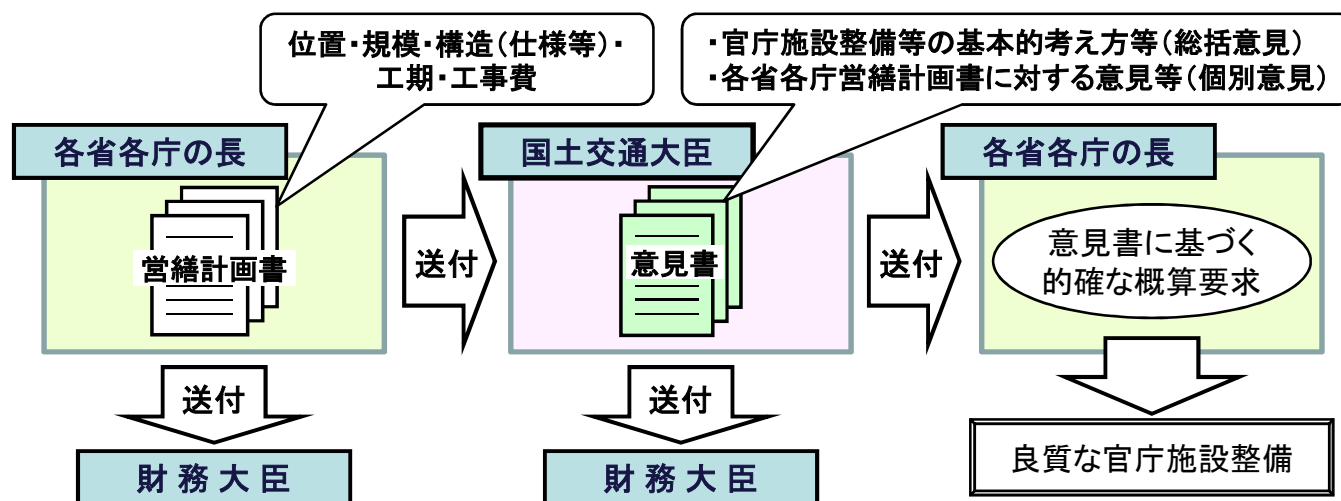 位置・規模・構造(仕様等)・
工期・工事費
・官庁施設整備等の基本的考え方等(総括意見)
・各省各庁営繕計画書に対する意見等(個別意見)
各省各庁の長
営繕計画書
送付
国土交通大臣
意見書
送付
各省各庁の長
意見書に基づく
的確な概算要求
送付
財務大臣
送付
財務大臣
良質な官庁施設整備